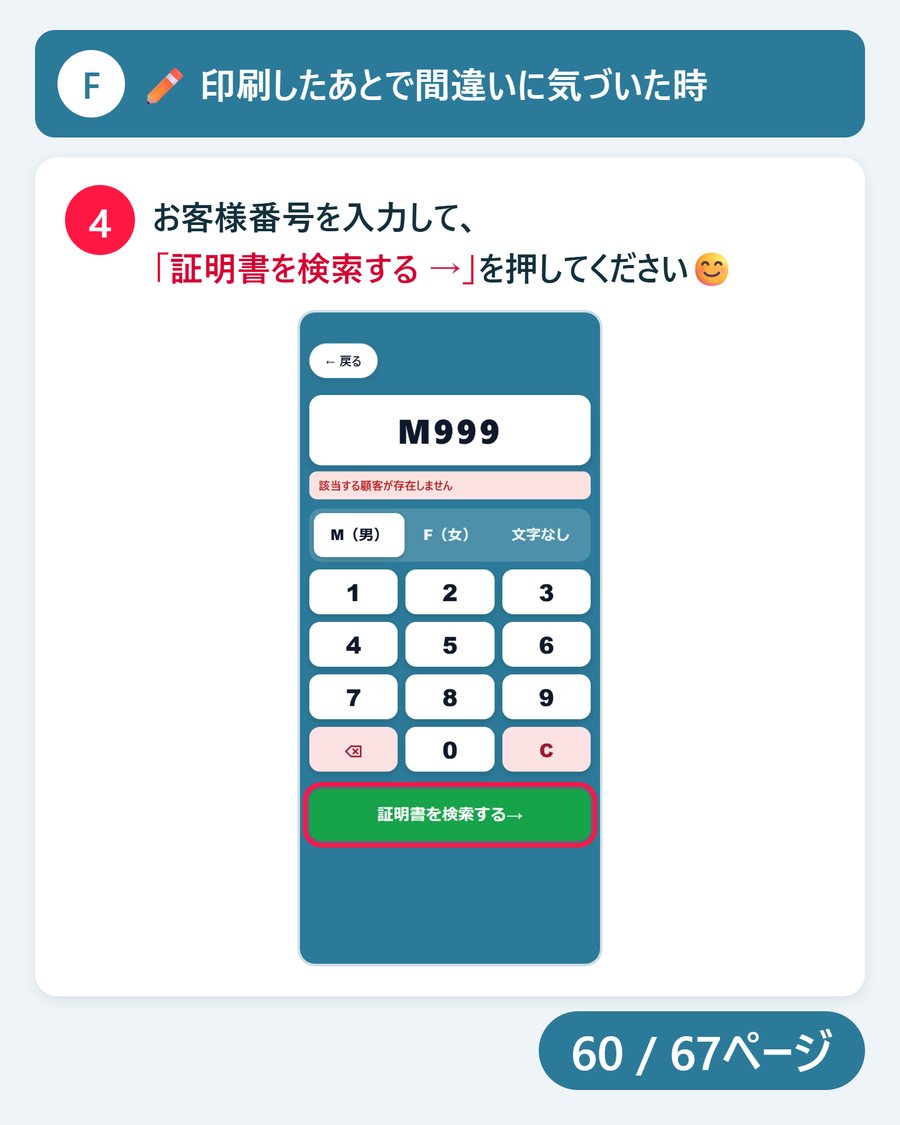 F ✏️ 印刷したあとで間違いに気づいた時
4 お客様番号を入力して、
「証明書を検索する →」を押してください😊
← 戻る
M999
該当する顧客が存在しません
M（男） F（女） 文字なし
1 2 3
4 5 6
7 8 9
⌫ 0 C
証明書を検索する→
60 / 67ページ